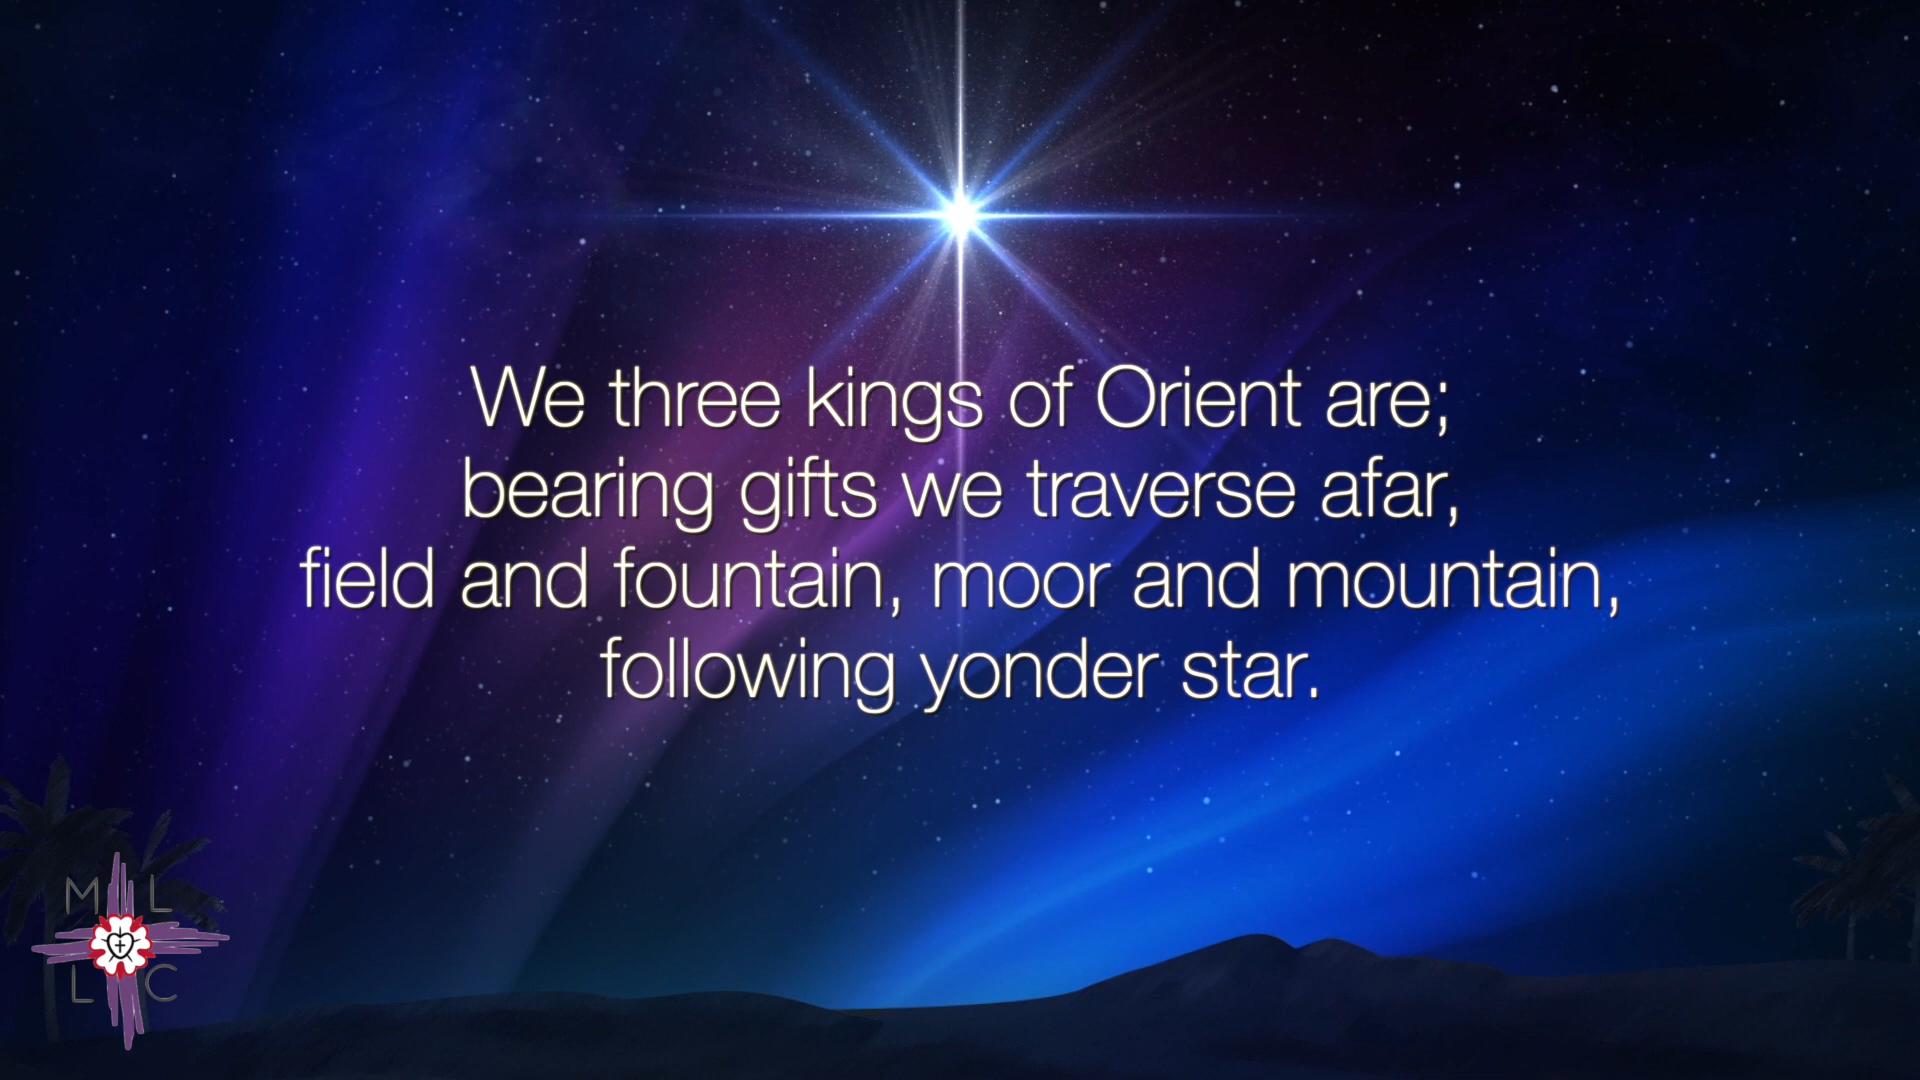 We three kings of Orient are;
bearing gifts we traverse afar,
field and fountain, moor and mountain,
following yonder star.
M L
L C